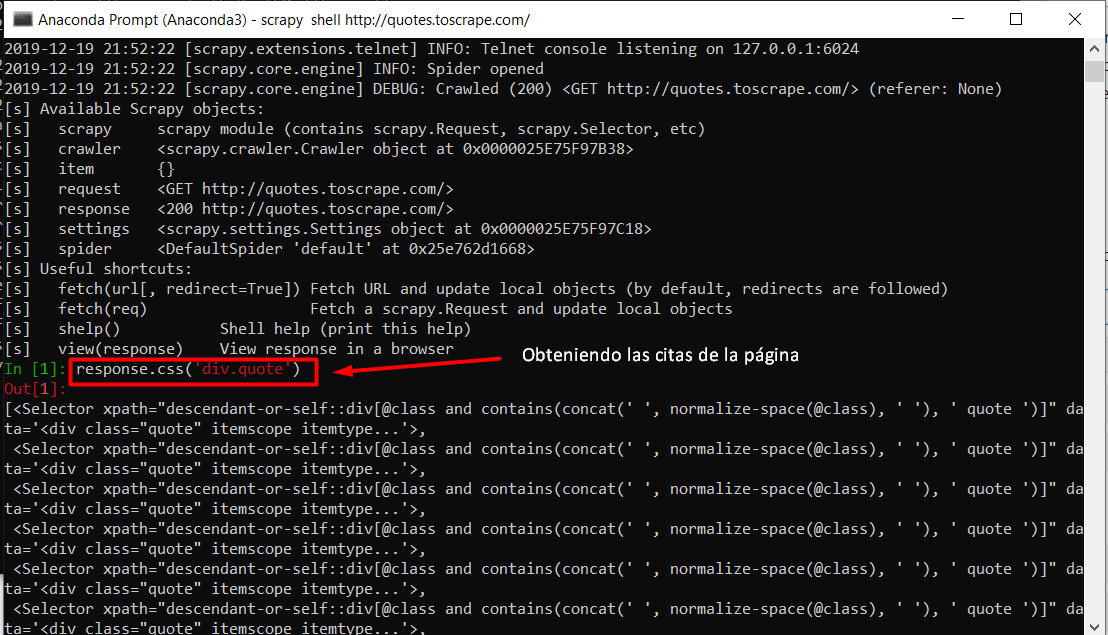 Anaconda Prompt (Anaconda3) - scrapy shell http://quotes.toscrape.com/
2019-12-19 21:52:22 [scrapy.extensions.telnet] INFO: Telnet console listening on 127.0.0.1:6024
2019-12-19 21:52:22 [scrapy.core.engine] INFO: Spider opened
2019-12-19 21:52:22 [scrapy.core.engine] DEBUG: Crawled (200) <GET http://quotes.toscrape.com/> (referer: None)
[s] Available Scrapy objects:
[s]   scrapy     scrapy module (contains scrapy.Request, scrapy.Selector, etc)
[s]   crawler    <scrapy.crawler.Crawler object at 0x0000025E75F97B38>
[s]   item       {}
[s]   request    <GET http://quotes.toscrape.com/>
[s]   response   <200 http://quotes.toscrape.com/>
[s]   settings   <scrapy.settings.Settings object at 0x0000025E75F97C18>
[s]   spider     <DefaultSpider 'default' at 0x25e762d1668>
[s] Useful shortcuts:
[s]   fetch(url[, redirect=True]) Fetch URL and update local objects (by default, redirects are followed)
[s]   fetch(req)                  Fetch a scrapy.Request and update local objects
[s]   shelp()           Shell help (print this help)
[s]   view(response)    View response in a browser
In [1]: response.css('div.quote')
Obteniendo las citas de la página
Out[1]:
[<Selector xpath="descendant-or-self::div[@class and contains(concat(' ', normalize-space(@class), ' '), ' quote ')]" da
ta='<div class="quote" itemscope itemtype...'>,
 <Selector xpath="descendant-or-self::div[@class and contains(concat(' ', normalize-space(@class), ' '), ' quote ')]" da
ta='<div class="quote" itemscope itemtype...'>,
 <Selector xpath="descendant-or-self::div[@class and contains(concat(' ', normalize-space(@class), ' '), ' quote ')]" da
ta='<div class="quote" itemscope itemtype...'>,
 <Selector xpath="descendant-or-self::div[@class and contains(concat(' ', normalize-space(@class), ' '), ' quote ')]" da
ta='<div class="quote" itemscope itemtype...'>,
 <Selector xpath="descendant-or-self::div[@class and contains(concat(' ', normalize-space(@class), ' '), ' quote ')]" da
ta='<div class="quote" itemscope itemtype...'>,
 <Selector xpath="descendant-or-self::div[@class and contains(concat(' ', normalize-space(@class), ' '), ' quote ')]" da
ta='<div class="quote" itemscope itemtype...'>,